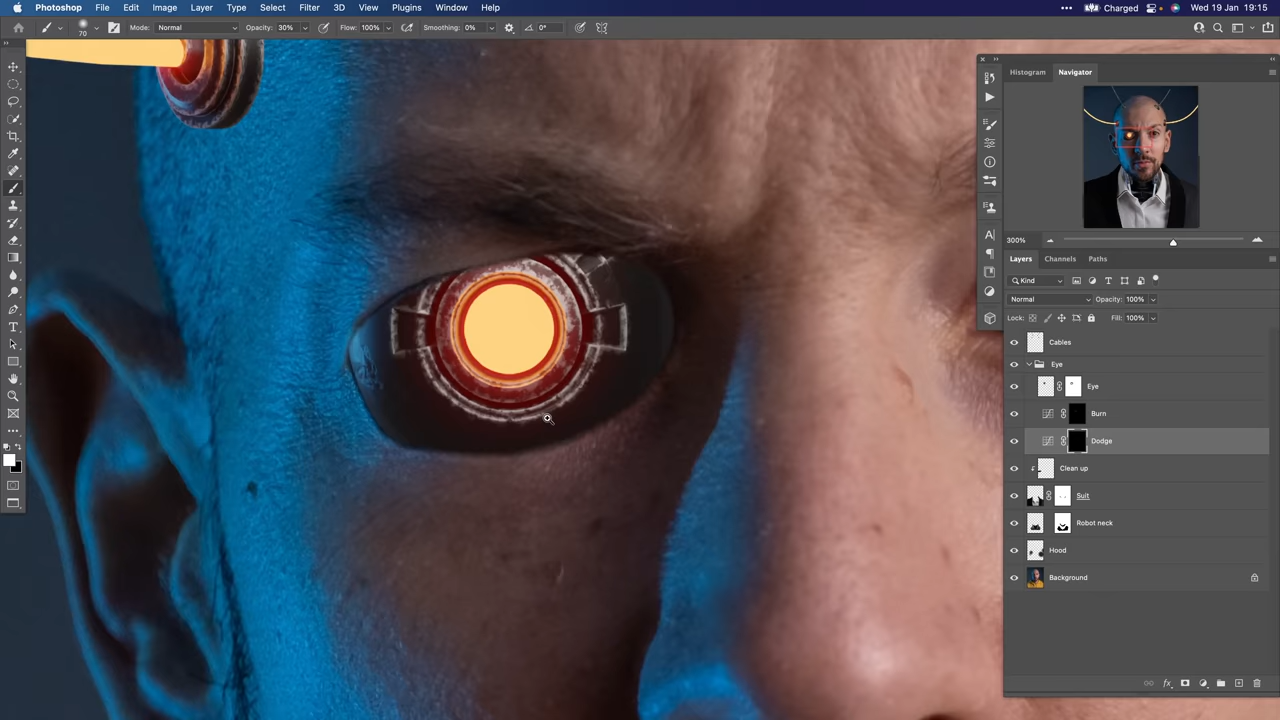 Photoshop File Edit Image Layer Type Select Filter 3D View Plugins Window Help Charged Wed 19 Jan 19:15
70 Mode: Normal Opacity: 30% Flow: 100% Smoothing: 0% 0°
Histogram Navigator
300%
Layers Channels Paths
Kind
Normal Opacity: 100%
Lock: Fill: 100%
Cables
Eye
Eye
Burn
Dodge
Clean up
Suit
Robot neck
Hood
Background